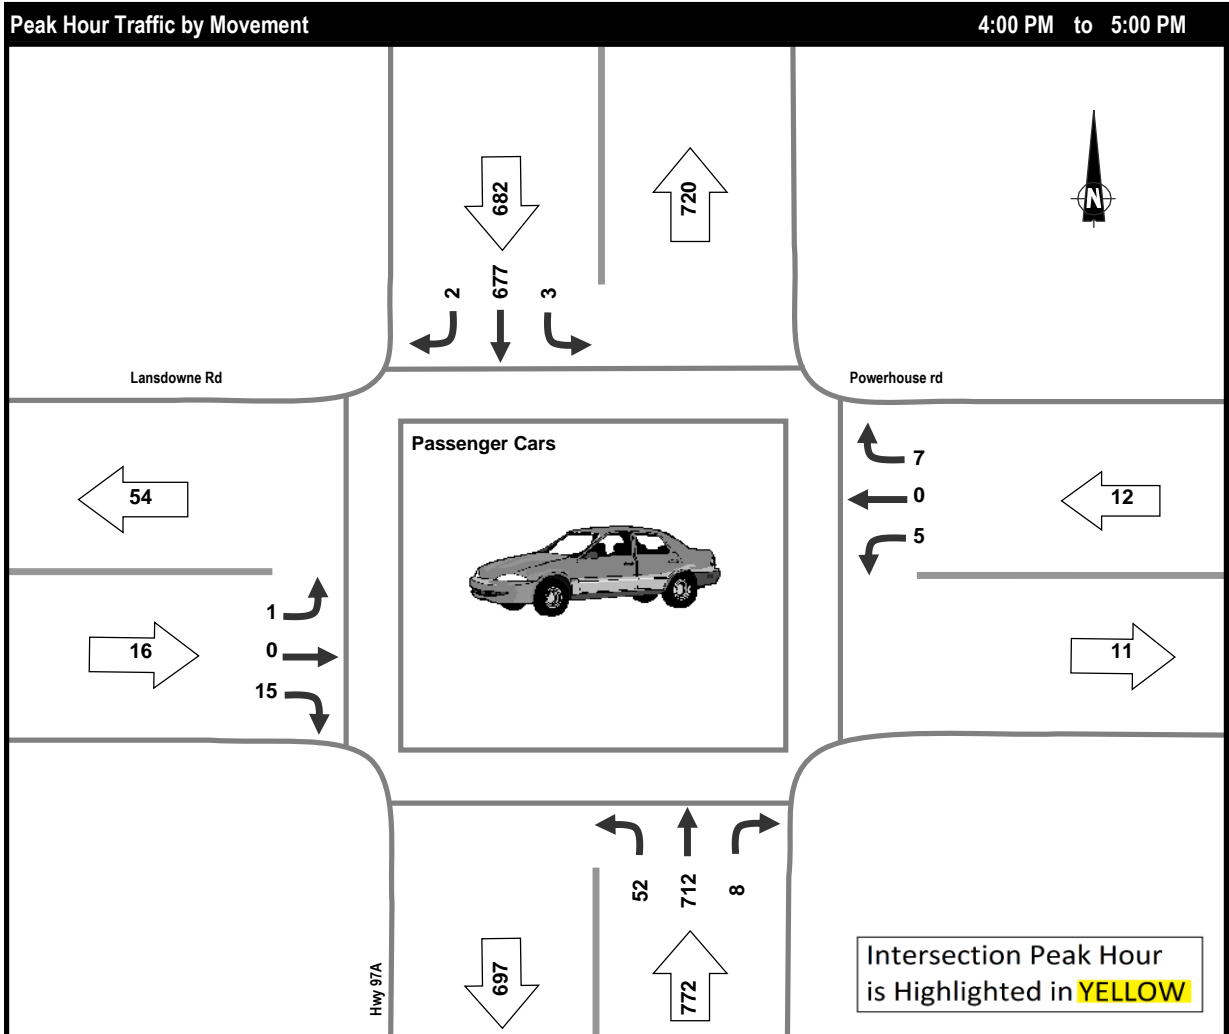 Peak Hour Traffic by Movement 4:00 PM to 5:00 PM
682
720
N
2 677 3
Lansdowne Rd
Powerhouse rd
Passenger Cars
7
54
0
12
5
1
16
0
11
15
52 712 8
Hwy 97A
697
772
Intersection Peak Hour
is Highlighted in YELLOW